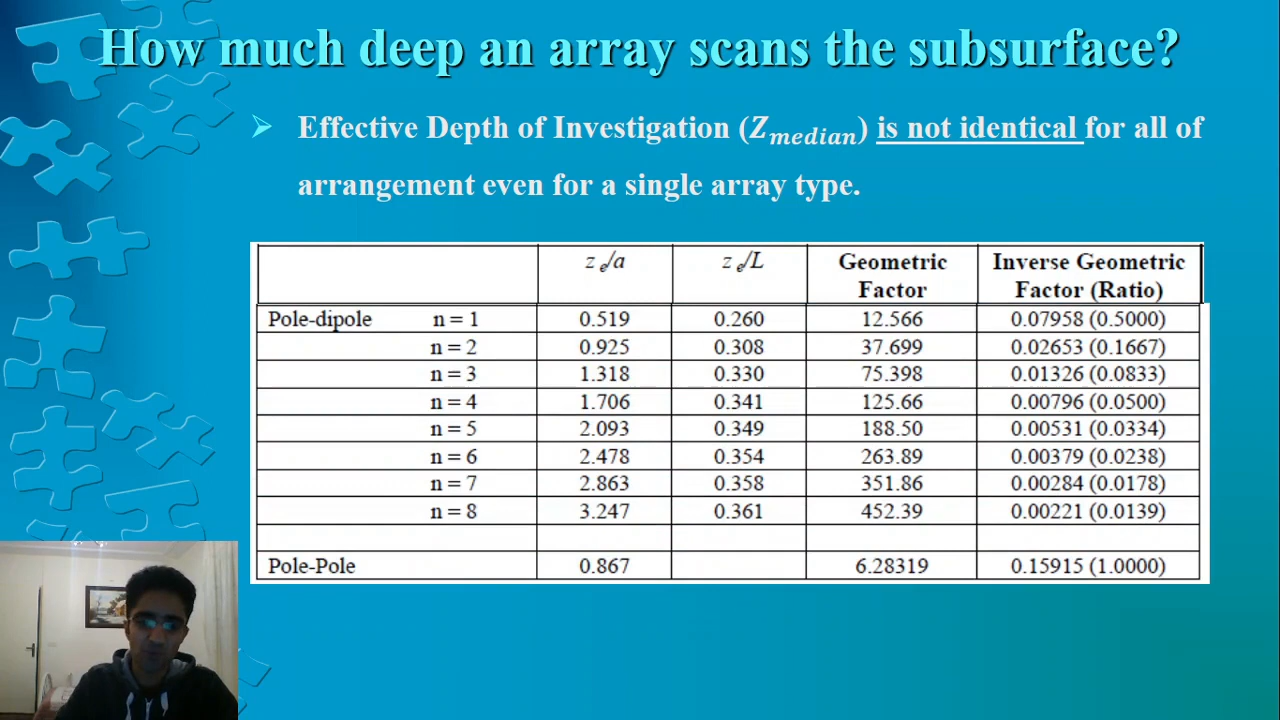 How much deep an array scans the subsurface?
➢ Effective Depth of Investigation (Z_median) is not identical for all of
arrangement even for a single array type.
z_e/a z_e/L Geometric Factor Inverse Geometric Factor (Ratio)
Pole-dipole n = 1 0.519 0.260 12.566 0.07958 (0.5000)
n = 2 0.925 0.308 37.699 0.02653 (0.1667)
n = 3 1.318 0.330 75.398 0.01326 (0.0833)
n = 4 1.706 0.341 125.66 0.00796 (0.0500)
n = 5 2.093 0.349 188.50 0.00531 (0.0334)
n = 6 2.478 0.354 263.89 0.00379 (0.0238)
n = 7 2.863 0.358 351.86 0.00284 (0.0178)
n = 8 3.247 0.361 452.39 0.00221 (0.0139)
Pole-Pole 0.867 6.28319 0.15915 (1.0000)